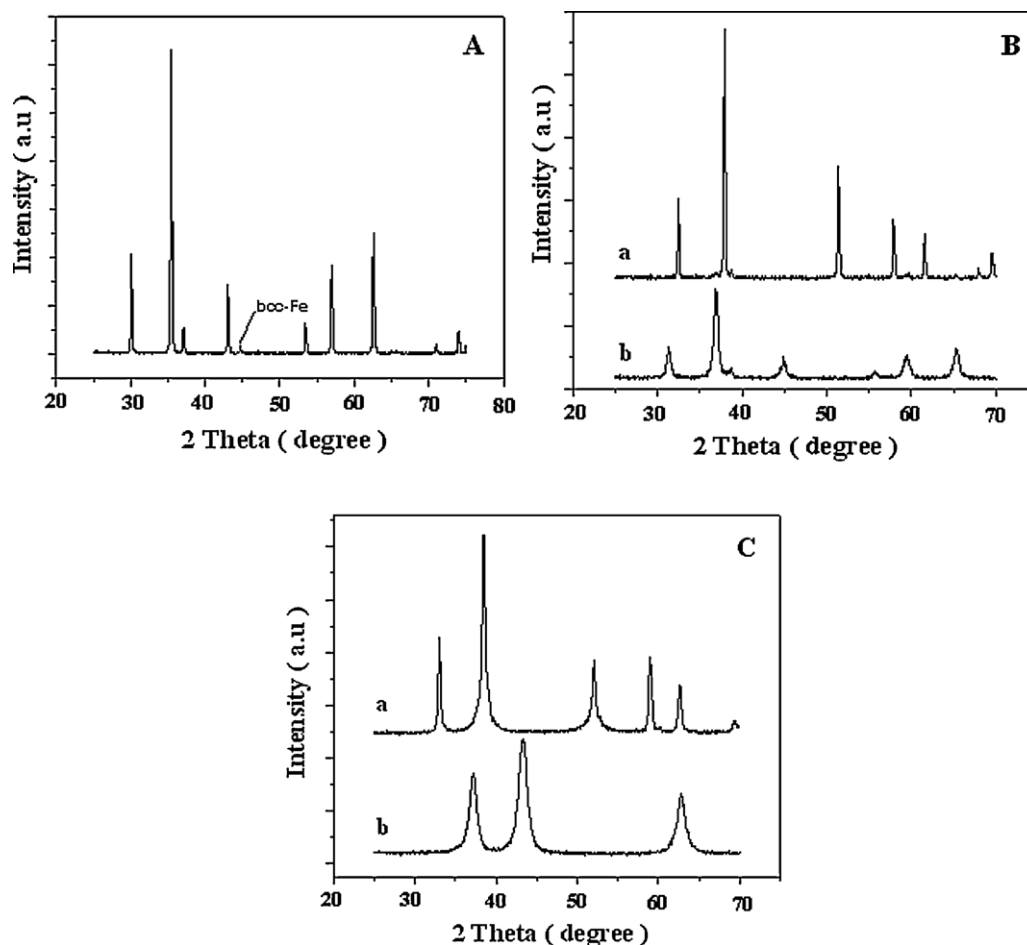 A
Intensity ( a.u )
bcc-Fe
20 30 40 50 60 70 80
2 Theta ( degree )
B
Intensity ( a.u )
a
b
20 30 40 50 60 70
2 Theta ( degree )
C
Intensity ( a.u )
a
b
20 30 40 50 60 70
2 Theta ( degree )